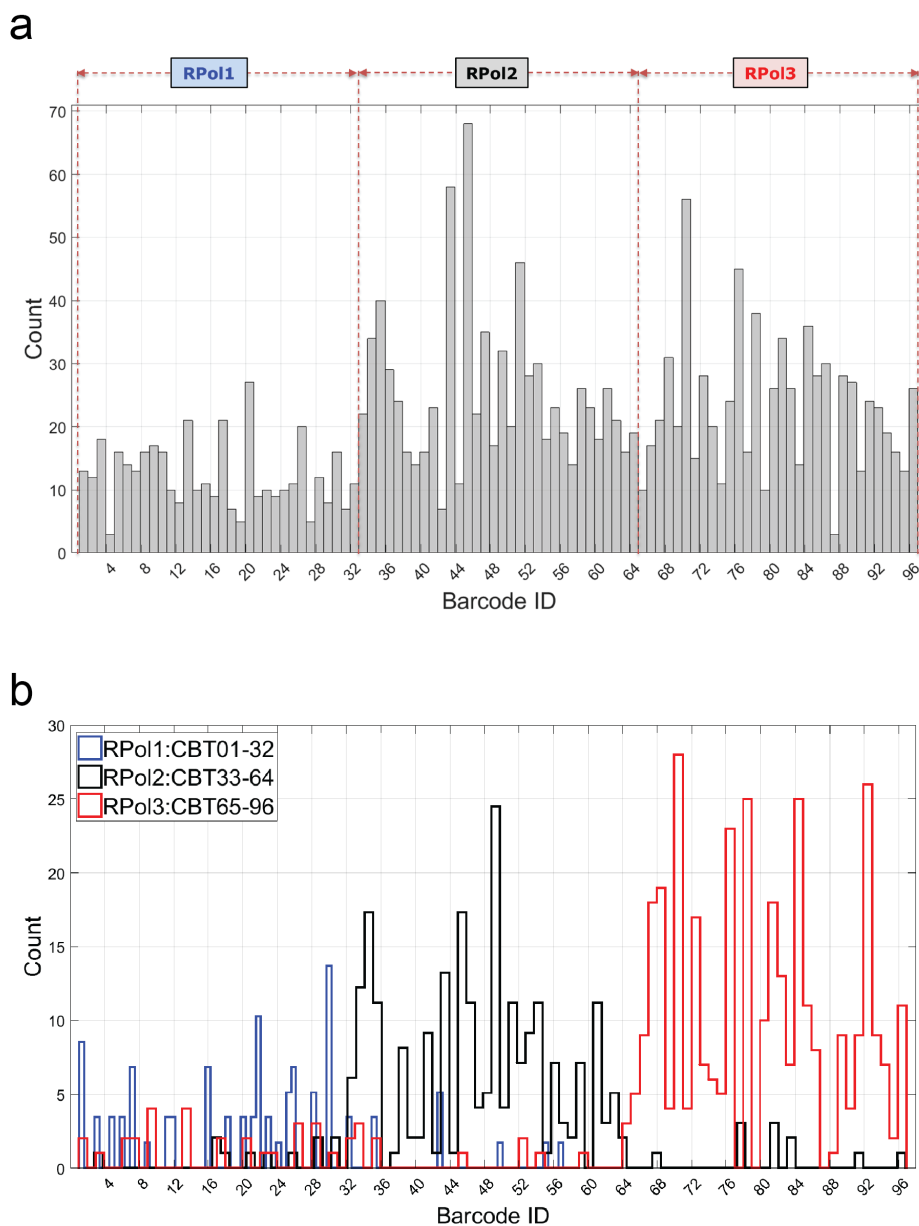 a
RPol1 RPol2 RPol3
70
60
50
40
30
20
10
0
Count
4 8 12 16 20 24 28 32 36 40 44 48 52 56 60 64 68 72 76 80 84 88 92 96
Barcode ID
b
30
25
20
15
10
5
0
Count
RPol1:CBT01-32
RPol2:CBT33-64
RPol3:CBT65-96
4 8 12 16 20 24 28 32 36 40 44 48 52 56 60 64 68 72 76 80 84 88 92 96
Barcode ID